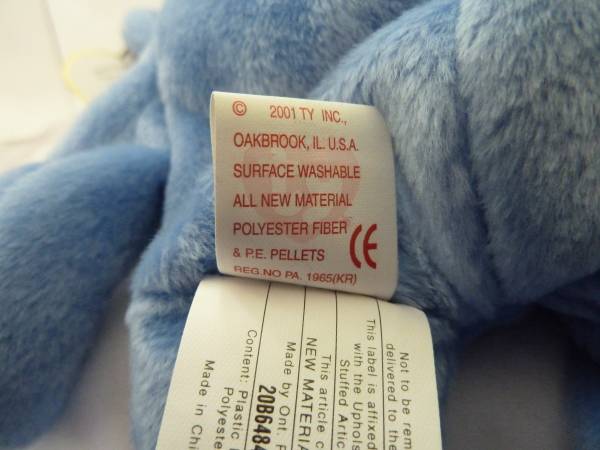 © 2001 TY INC.,
OAKBROOK, IL. U.S.A.
SURFACE WASHABLE
ALL NEW MATERIAL
POLYESTER FIBER
& P.E. PELLETS CE
REG.NO PA. 1965(KR)
Not to be rem
delivered to the
This label is affixed
with the Uphols
Stuffed Artic
This article c
NEW MATERIA
Made by Ont.
20B6484
Content: Plastic
Polyeste
Made in Chi